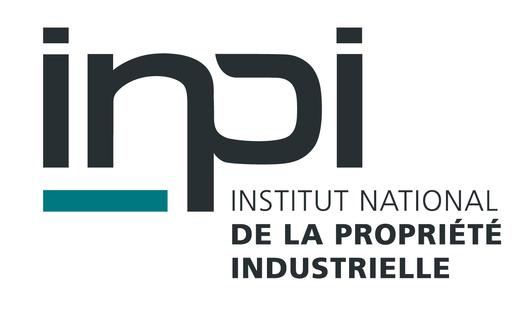 inpi
INSTITUT NATIONAL
DE LA PROPRIÉTÉ
INDUSTRIELLE